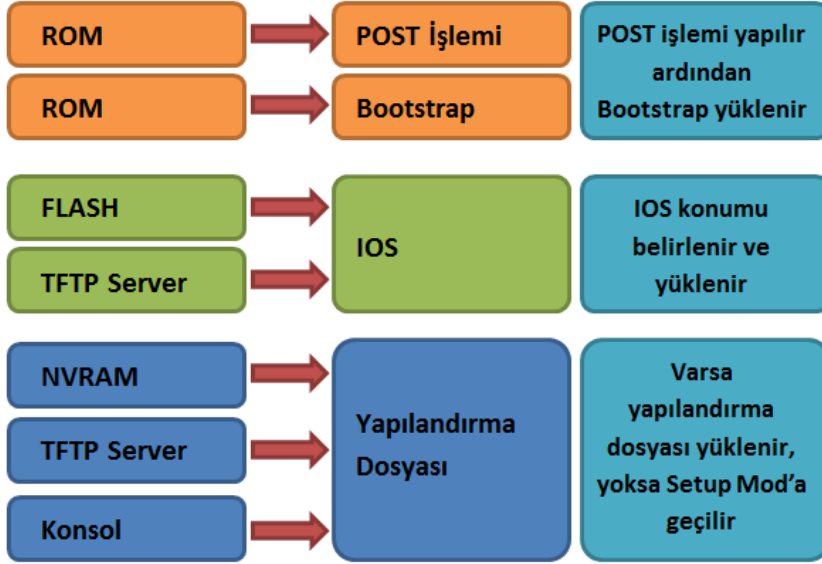 ROM
POST İşlemi
POST işlemi yapılır
ardından
Bootstrap yüklenir
ROM
Bootstrap
FLASH
TFTP Server
IOS
IOS konumu
belirlenir ve
yüklenir
NVRAM
TFTP Server
Konsol
Yapılandırma
Dosyası
Varsa
yapılandırma
dosyası yüklenir,
yoksa Setup Mod’a
geçilir